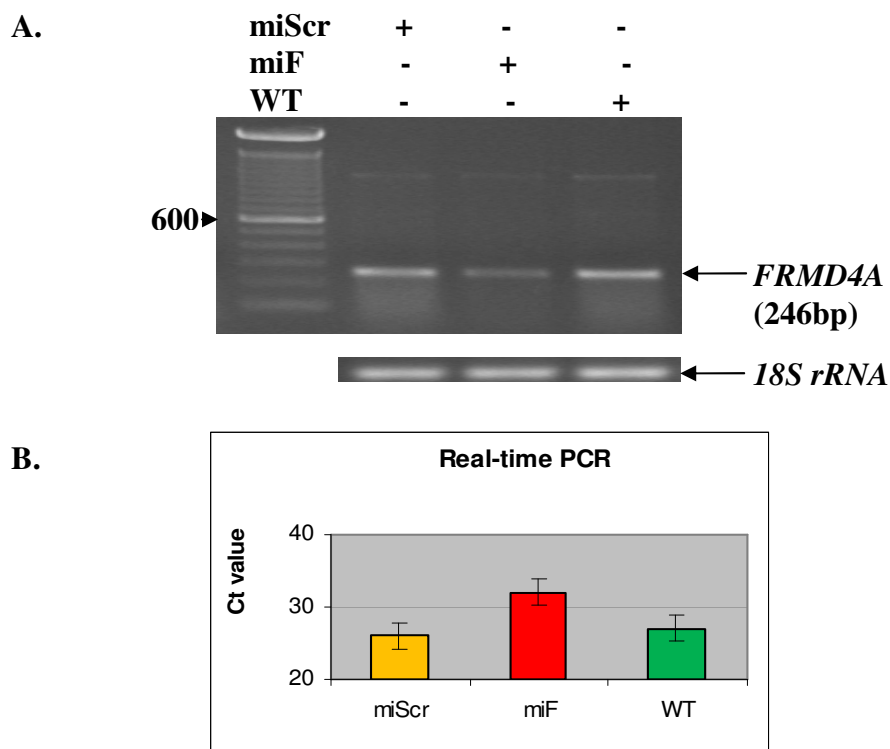 A.
miScr + - -
miF - + -
WT - - +
600
FRMD4A
(246bp)
18S rRNA
B.
Real-time PCR
Ct value
40
30
20
miScr miF WT